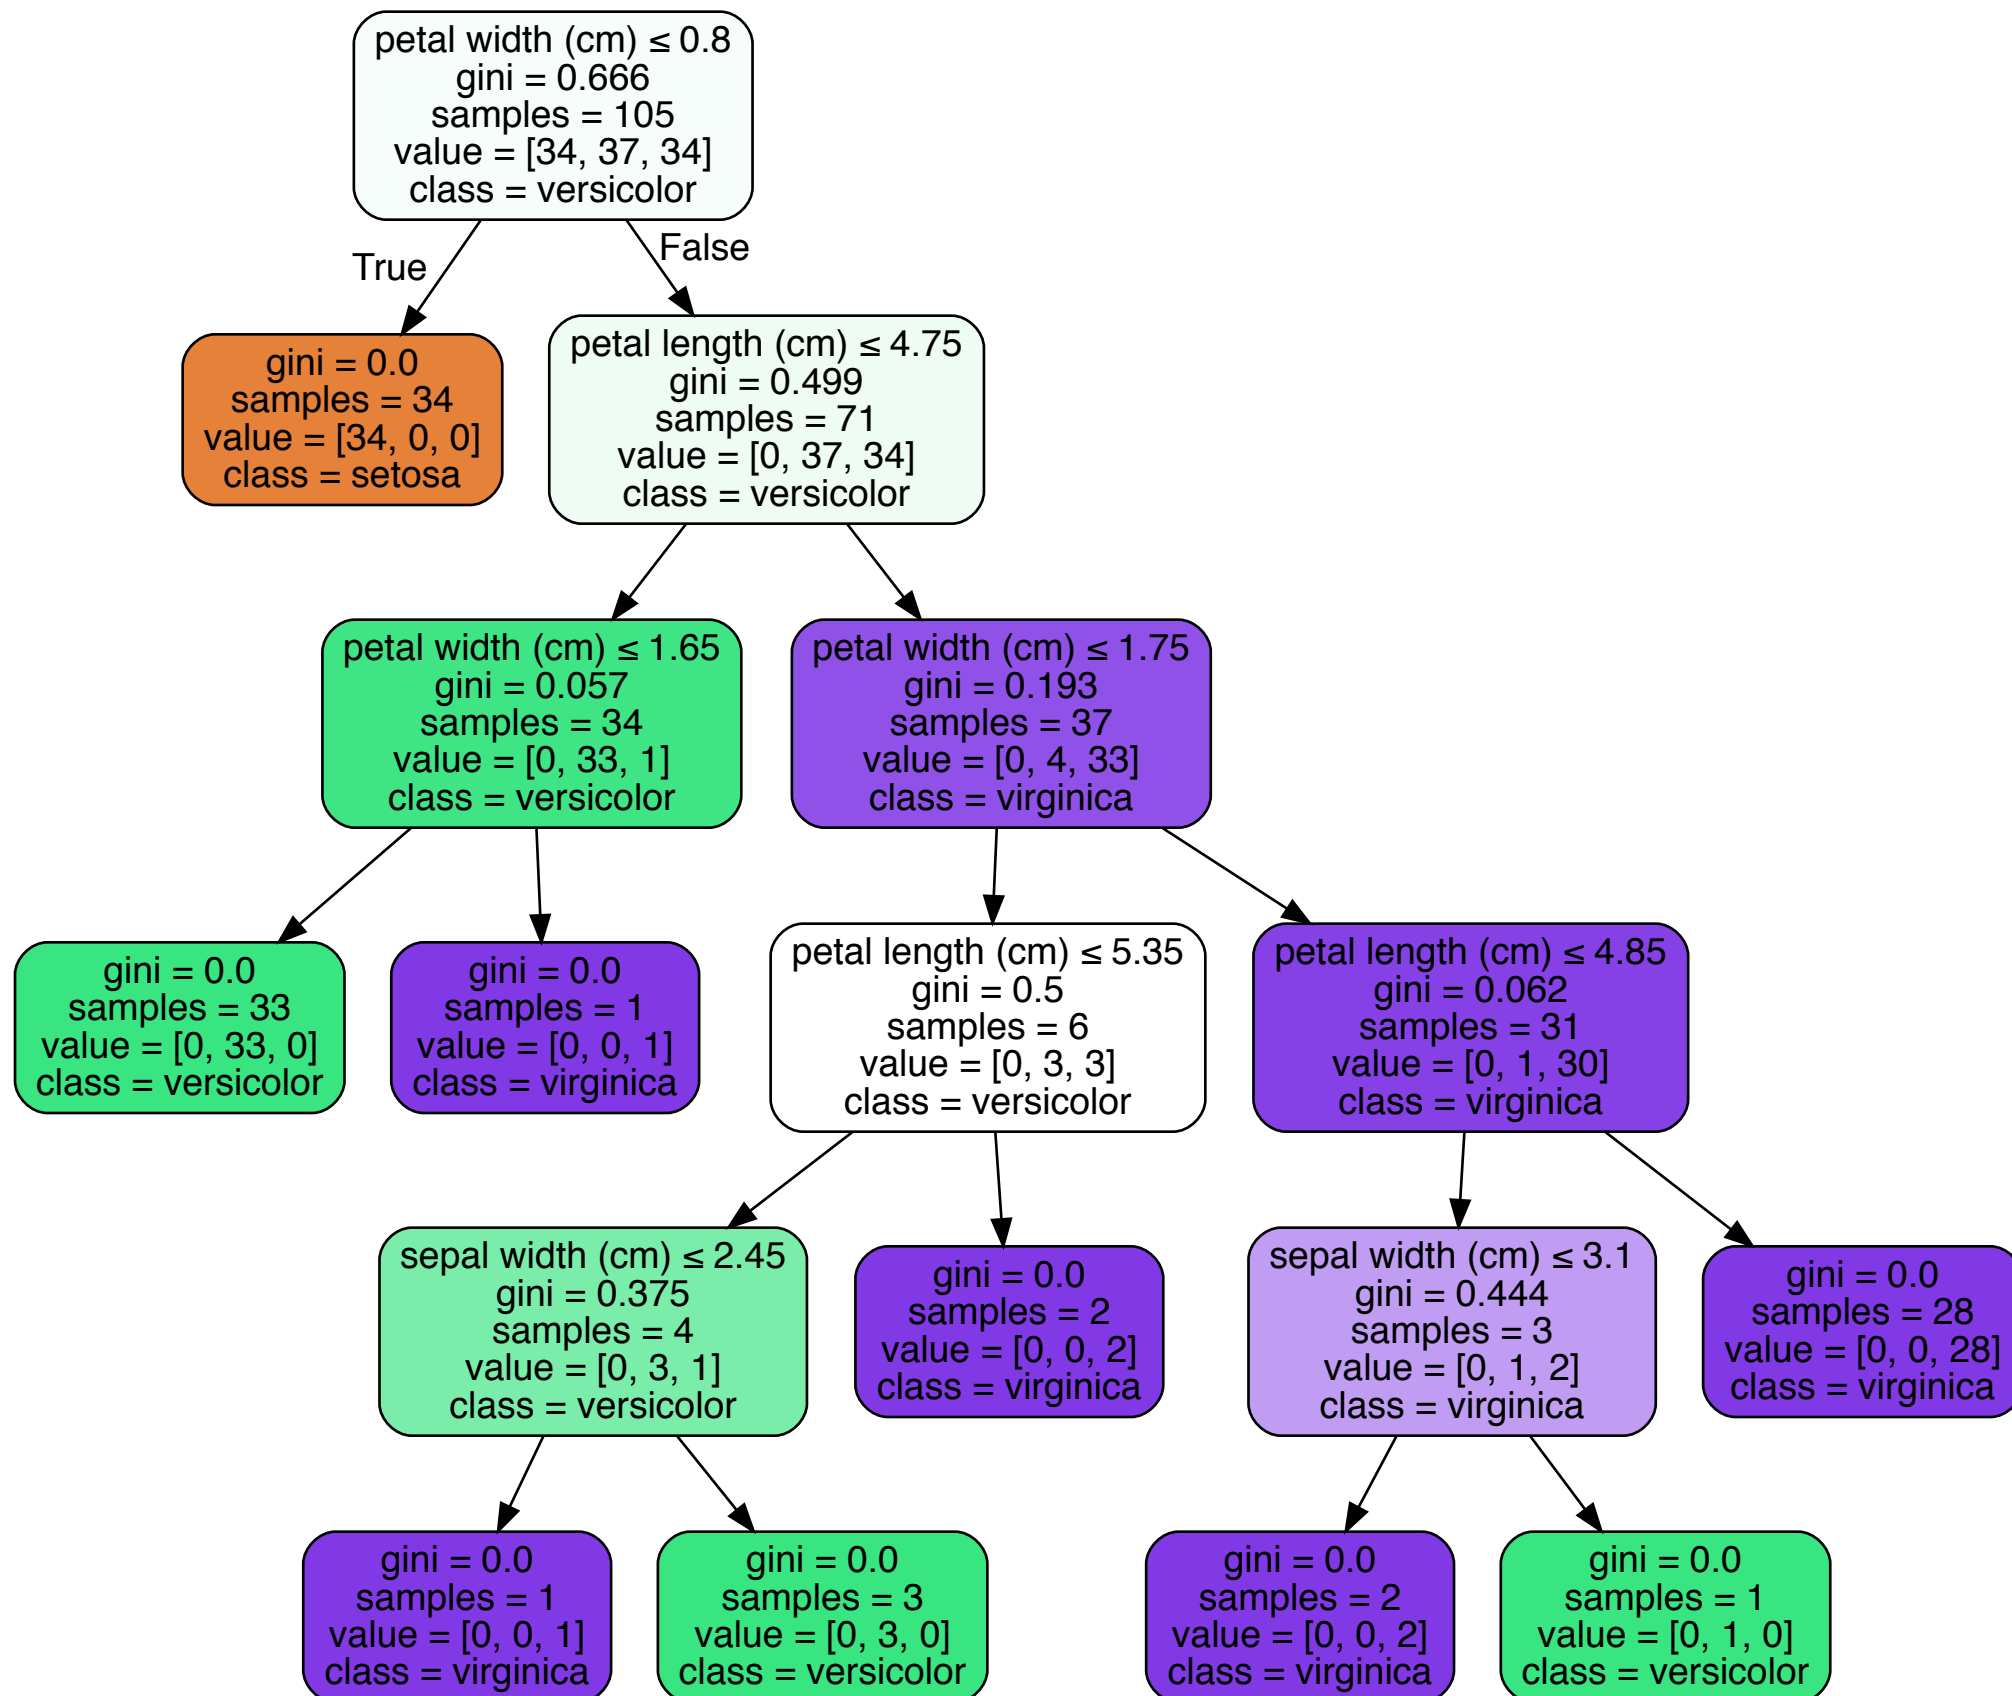 petal width (cm) ≤ 0.8
gini = 0.666
samples = 105
value = [34, 37, 34]
class = versicolor
True
False
gini = 0.0
samples = 34
value = [34, 0, 0]
class = setosa
petal length (cm) ≤ 4.75
gini = 0.499
samples = 71
value = [0, 37, 34]
class = versicolor
petal width (cm) ≤ 1.65
gini = 0.057
samples = 34
value = [0, 33, 1]
class = versicolor
petal width (cm) ≤ 1.75
gini = 0.193
samples = 37
value = [0, 4, 33]
class = virginica
gini = 0.0
samples = 33
value = [0, 33, 0]
class = versicolor
gini = 0.0
samples = 1
value = [0, 0, 1]
class = virginica
petal length (cm) ≤ 5.35
gini = 0.5
samples = 6
value = [0, 3, 3]
class = versicolor
petal length (cm) ≤ 4.85
gini = 0.062
samples = 31
value = [0, 1, 30]
class = virginica
sepal width (cm) ≤ 2.45
gini = 0.375
samples = 4
value = [0, 3, 1]
class = versicolor
gini = 0.0
samples = 2
value = [0, 0, 2]
class = virginica
sepal width (cm) ≤ 3.1
gini = 0.444
samples = 3
value = [0, 1, 2]
class = virginica
gini = 0.0
samples = 28
value = [0, 0, 28]
class = virginica
gini = 0.0
samples = 1
value = [0, 0, 1]
class = virginica
gini = 0.0
samples = 3
value = [0, 3, 0]
class = versicolor
gini = 0.0
samples = 2
value = [0, 0, 2]
class = virginica
gini = 0.0
samples = 1
value = [0, 1, 0]
class = versicolor